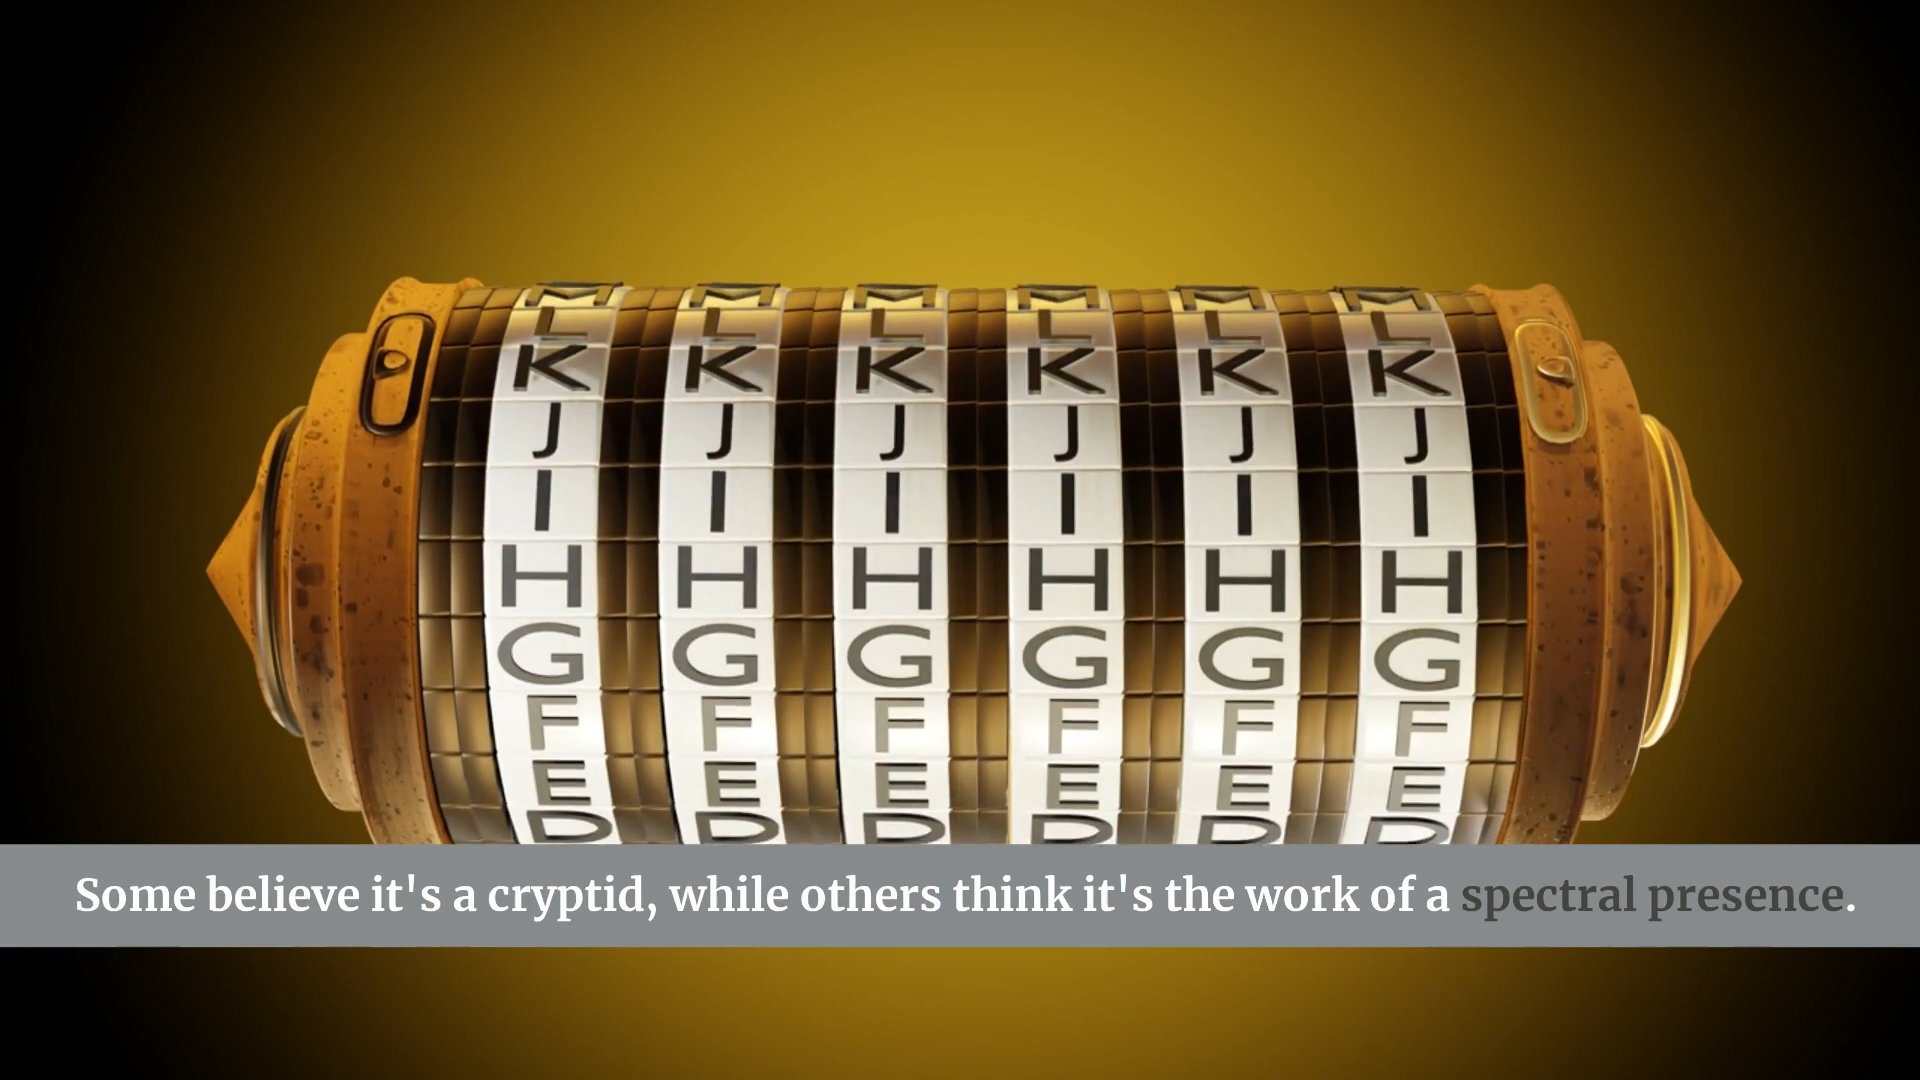 M M M M M M
L L L L L L
K K K K K K
J J J J J J
I I I I I I
H H H H H H
G G G G G G
F F F F F F
E E E E E E
D D D D D D
Some believe it's a cryptid, while others think it's the work of a spectral presence.